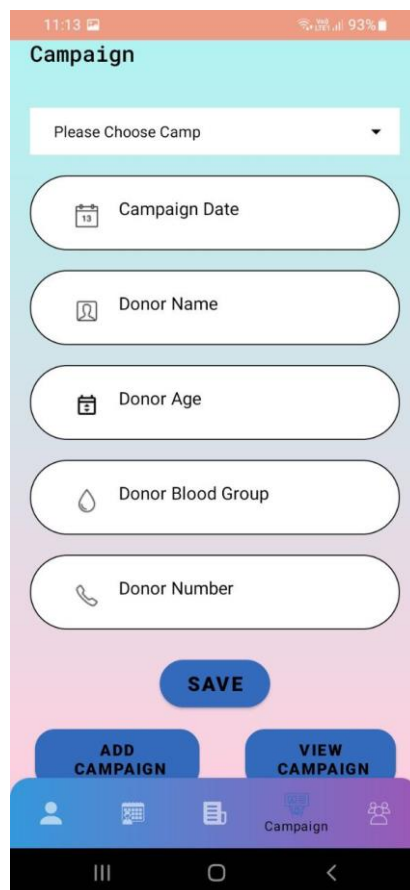 11:13 93%
Campaign
Please Choose Camp
13 Campaign Date
Donor Name
Donor Age
Donor Blood Group
Donor Number
SAVE
ADD
CAMPAIGN
VIEW
CAMPAIGN
Campaign